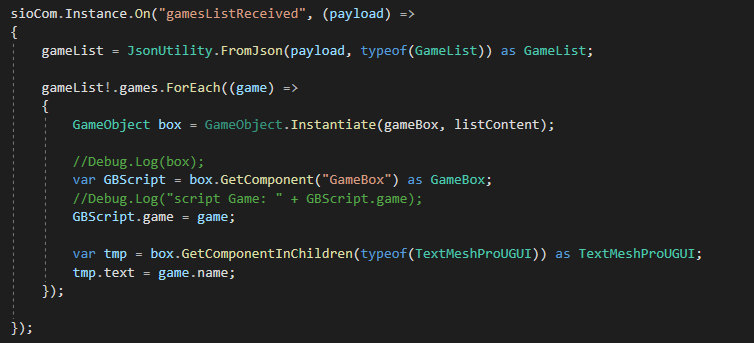 sioCom.Instance.On("gamesListReceived", (payload) =>
{
gameList = JsonUtility.FromJson(payload, typeof(GameList)) as GameList;
gameList!.games.ForEach((game) =>
{
GameObject box = GameObject.Instantiate(gameBox, listContent);
//Debug.Log(box);
var GBScript = box.GetComponent("GameBox") as GameBox;
//Debug.Log("script Game: " + GBScript.game);
GBScript.game = game;
var tmp = box.GetComponentInChildren(typeof(TextMeshProUGUI)) as TextMeshProUGUI;
tmp.text = game.name;
});
});